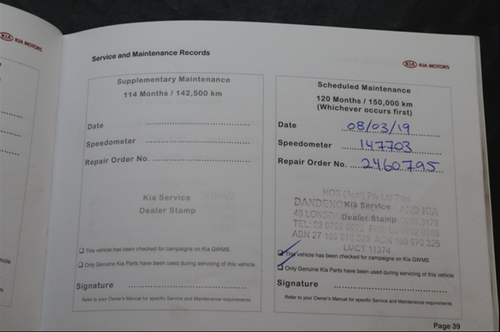 KIA KIA MOTORS
Service and Maintenance Records
KIA KIA MOTORS
Supplementary Maintenance
114 Months / 142,500 km
Date
Speedometer
Repair Order No.
Kia Service
Dealer Stamp
This vehicle has been checked for campaigns on Kia GWMS
Only Genuine Kia Parts have been used during servicing of this vehicle
Signature
Refer to your Owner's Manual for specific Service and Maintenance requirements
Scheduled Maintenance
120 Months / 150,000 km
(Whichever occurs first)
Date 08/03/19
Speedometer 147703
Repair Order No. 2460795
Kia Service
Dealer Stamp
LMCT 11374
This vehicle has been checked for campaigns on Kia GWMS
Only Genuine Kia Parts have been used during servicing of this vehicle
Signature
Refer to your Owner's Manual for specific Service and Maintenance requirements
Page 39